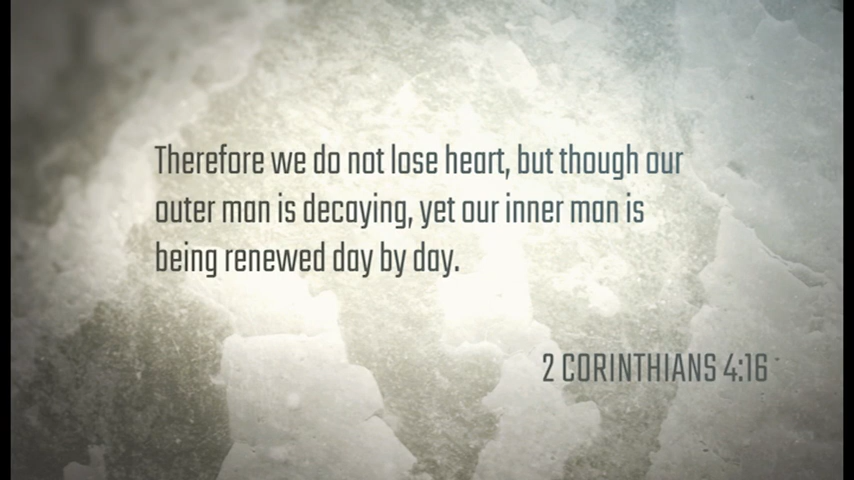 Therefore we do not lose heart, but though our
outer man is decaying, yet our inner man is
being renewed day by day.
2 CORINTHIANS 4:16